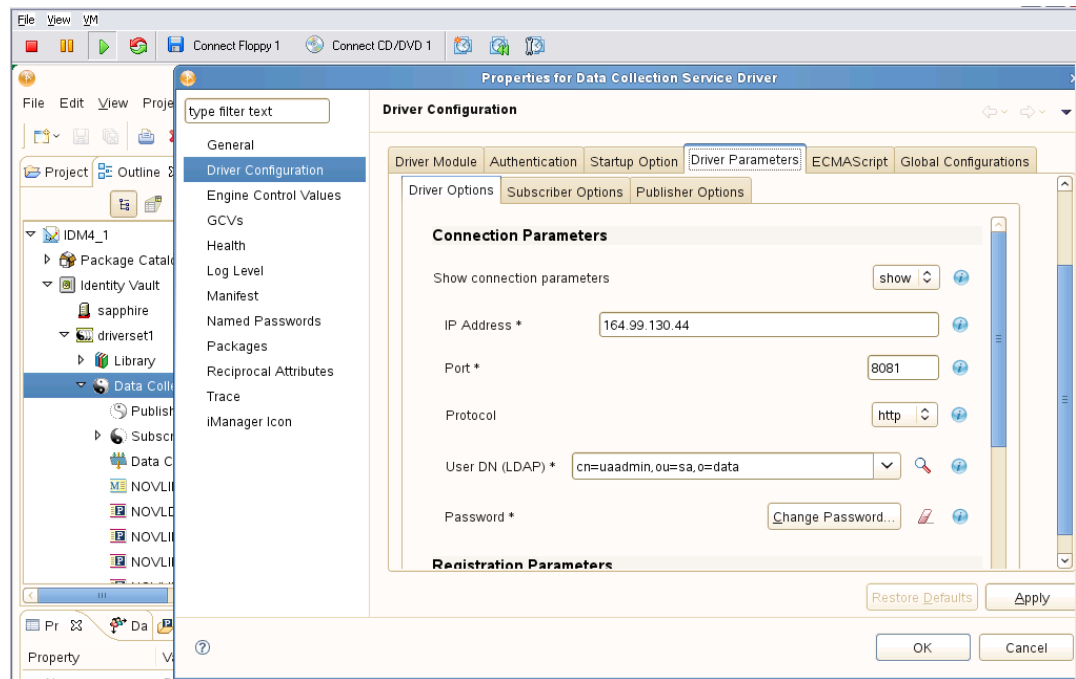 File View VM
Connect Floppy 1 Connect CD/DVD 1
Properties for Data Collection Service Driver
File Edit View Proje
type filter text
Driver Configuration
Project Outline
General
Driver Configuration
Engine Control Values
GCVs
Health
Log Level
Manifest
Named Passwords
Packages
Reciprocal Attributes
Trace
iManager Icon
Driver Module Authentication Startup Option Driver Parameters ECMAScript Global Configurations
Driver Options Subscriber Options Publisher Options
IDM4_1
Package Catal
Identity Vault
sapphire
driverset1
Library
Data Colle
Publish
Subscr
Data C
NOVLI
NOVLD
NOVLI
NOVLI
Connection Parameters
Show connection parameters show
IP Address * 164.99.130.44
Port * 8081
Protocol http
User DN (LDAP) * cn=uaadmin,ou=sa,o=data
Password * Change Password...
Registration Parameters
Restore Defaults Apply
Pr Da
Property
OK Cancel